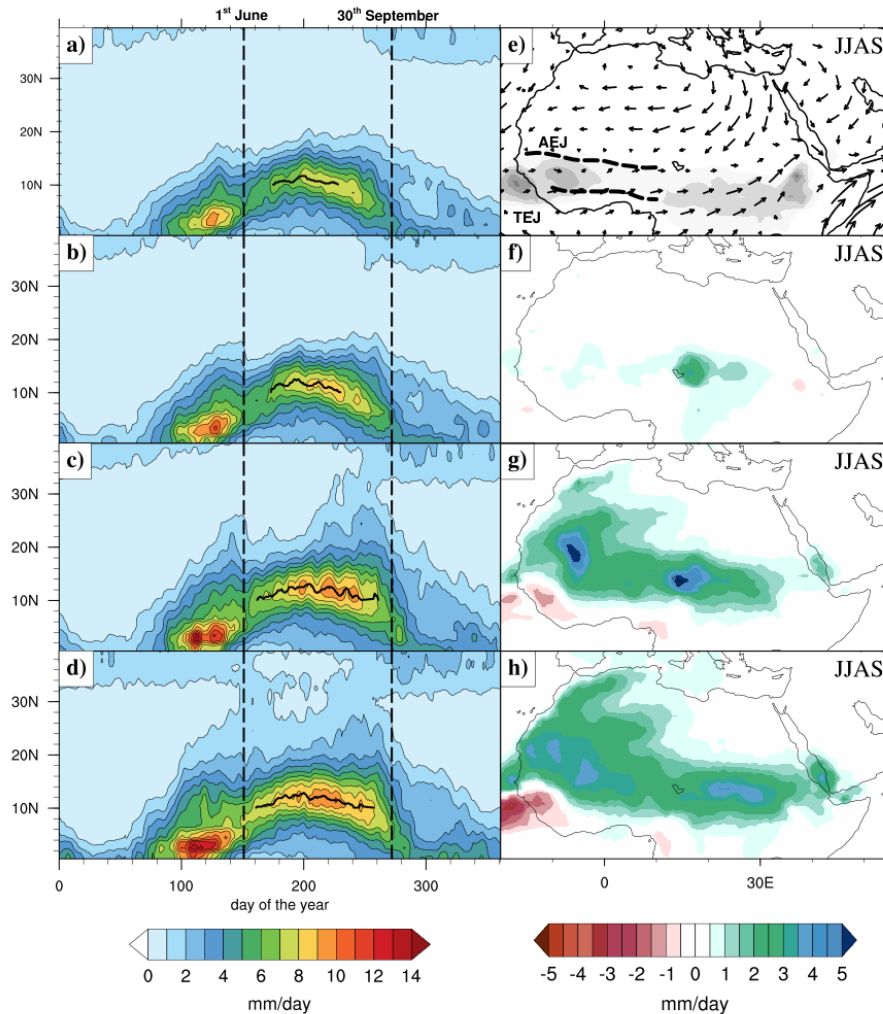 1st June 30th September
a)
40N
30N
20N
10N
e)
JJAS
AEJ
TEJ
b)
30N
20N
10N
f)
JJAS
c)
30N
20N
10N
g)
JJAS
d)
30N
20N
10N
h)
JJAS
0 100 200 300
day of the year
0 30E
0 2 4 6 8 10 12 14
mm/day
-5 -4 -3 -2 -1 0 1 2 3 4 5
mm/day